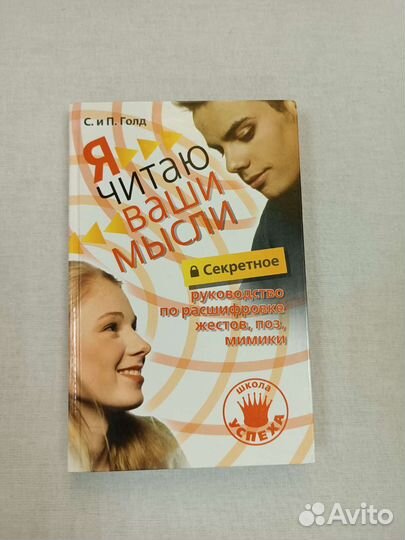 С. и П. Голд
Я
читаю
ваши
мысли
Секретное
руководство
по расшифровке
жестов, поз,
мимики
школа
успеха
Avito